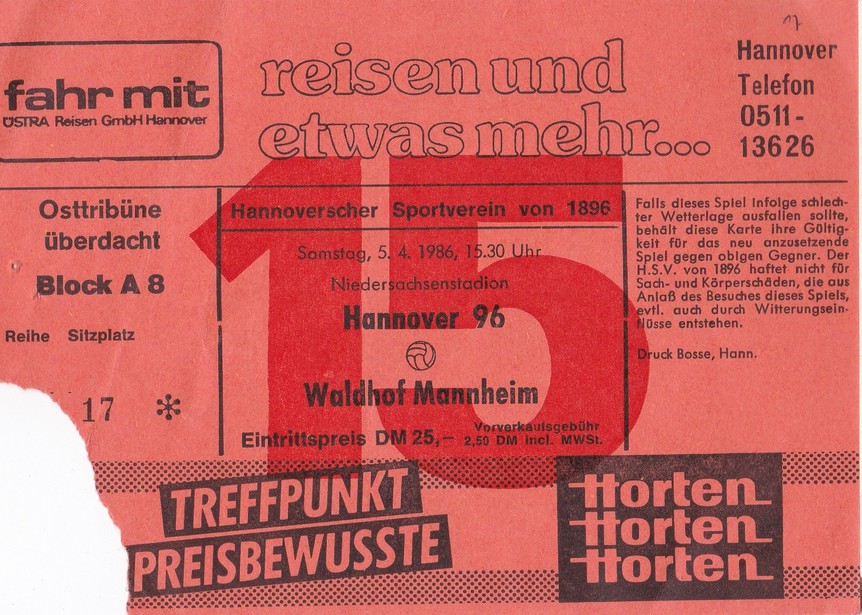 17
fahr mit
ÜSTRA Reisen GmbH Hannover
reisen und
etwas mehr...
Hannover
Telefon
0511-
13626
15
Osttribüne
überdacht
Block A 8
Reihe Sitzplatz
17 *
Hannoverscher Sportverein von 1896
Samstag, 5. 4. 1986, 15.30 Uhr
Niedersachsenstadion
Hannover 96
Waldhof Mannheim
Eintrittspreis DM 25,–
Vorverkaufsgebühr
2,50 DM incl. MWSt.
Falls dieses Spiel infolge schlech-
ter Wetterlage ausfallen sollte,
behält diese Karte ihre Gültig-
keit für das neu anzusetzende
Spiel gegen obigen Gegner. Der
H.S.V. von 1896 haftet nicht für
Sach- und Körperschäden, die aus
Anlaß des Besuches dieses Spiels,
evtl. auch durch Witterungsein-
flüsse entstehen.
Druck Bosse, Hann.
TREFFPUNKT
PREISBEWUSSTE
Horten
Horten
Horten